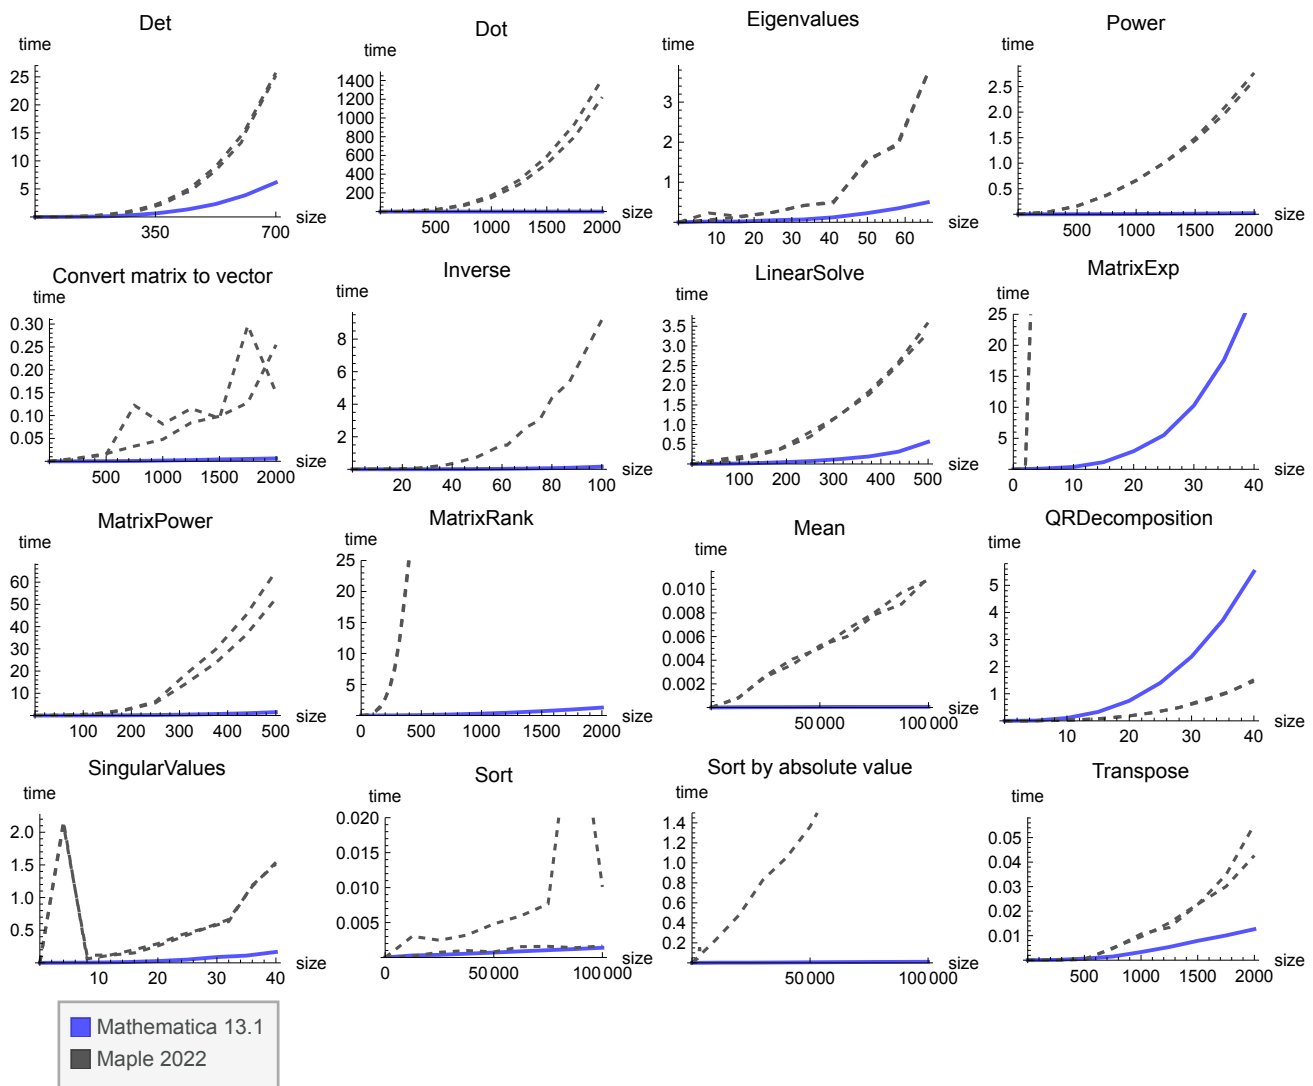 Det
time
25
20
15
10
5
350
700
size
Dot
time
1400
1200
1000
800
600
400
200
500
1000
1500
2000
size
Eigenvalues
time
3
2
1
10
20
30
40
50
60
size
Power
time
2.5
2.0
1.5
1.0
0.5
500
1000
1500
2000
size
Convert matrix to vector
time
0.30
0.25
0.20
0.15
0.10
0.05
500
1000
1500
2000
size
Inverse
time
8
6
4
2
20
40
60
80
100
size
LinearSolve
time
3.5
3.0
2.5
2.0
1.5
1.0
0.5
100
200
300
400
500
size
MatrixExp
time
25
20
15
10
5
0
10
20
30
40
size
MatrixPower
time
60
50
40
30
20
10
100
200
300
400
500
size
MatrixRank
time
25
20
15
10
5
0
500
1000
1500
2000
size
Mean
time
0.010
0.008
0.006
0.004
0.002
50000
100000
size
QRDecomposition
time
5
4
3
2
1
10
20
30
40
size
SingularValues
time
2.0
1.5
1.0
0.5
10
20
30
40
size
Sort
time
0.020
0.015
0.010
0.005
0
50000
100000
size
Sort by absolute value
time
1.4
1.2
1.0
0.8
0.6
0.4
0.2
50000
100000
size
Transpose
time
0.05
0.04
0.03
0.02
0.01
500
1000
1500
2000
size
Mathematica 13.1
Maple 2022